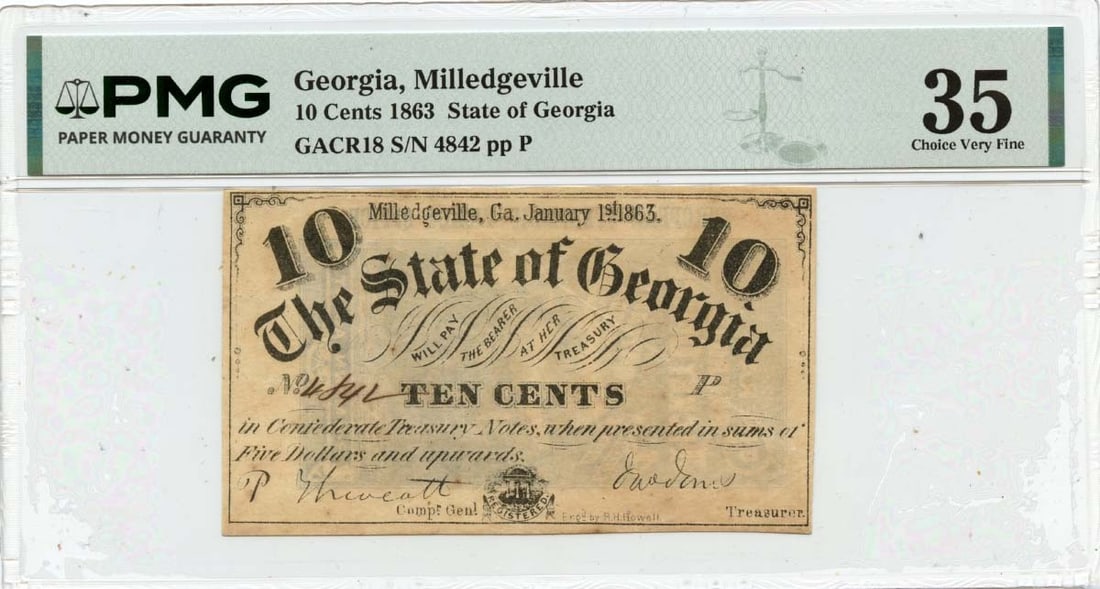 PMG
PAPER MONEY GUARANTY
Georgia, Milledgeville
10 Cents 1863 State of Georgia
GACR18 S/N 4842 pp P
35
Choice Very Fine
Milledgeville, Ga. January 1st 1863.
10 10
The State of Georgia
WILL PAY THE BEARER AT HER TREASURY
No. 4842 TEN CENTS P
in Confederate Treasury Notes, when presented in sums of
Five Dollars and upwards.
P
REGISTERED
Compt. Genl Engd by R.H. Howell. Treasurer.